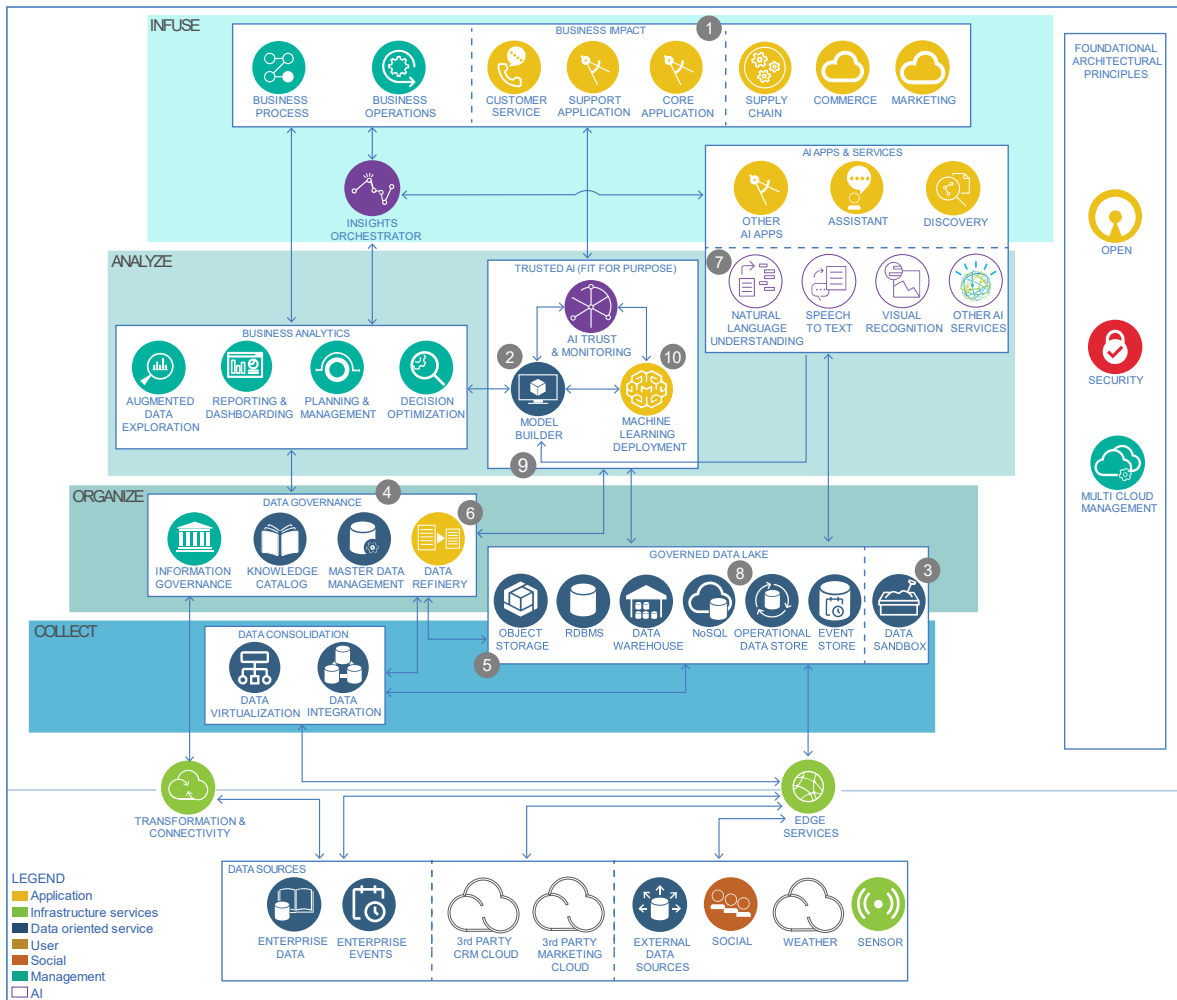 INFUSE
BUSINESS IMPACT
1
BUSINESS
PROCESS
BUSINESS
OPERATIONS
CUSTOMER
SERVICE
SUPPORT
APPLICATION
CORE
APPLICATION
SUPPLY
CHAIN
COMMERCE
MARKETING
FOUNDATIONAL
ARCHITECTURAL
PRINCIPLES
OPEN
SECURITY
MULTI CLOUD
MANAGEMENT
INSIGHTS
ORCHESTRATOR
AI APPS & SERVICES
OTHER
AI APPS
ASSISTANT
DISCOVERY
7
NATURAL
LANGUAGE
UNDERSTANDING
SPEECH
TO TEXT
VISUAL
RECOGNITION
OTHER AI
SERVICES
ANALYZE
TRUSTED AI (FIT FOR PURPOSE)
AI TRUST
& MONITORING
2
10
MODEL
BUILDER
MACHINE
LEARNING
DEPLOYMENT
9
BUSINESS ANALYTICS
AUGMENTED
DATA
EXPLORATION
REPORTING &
DASHBOARDING
PLANNING &
MANAGEMENT
DECISION
OPTIMIZATION
ORGANIZE
DATA GOVERNANCE
4
6
INFORMATION
GOVERNANCE
KNOWLEDGE
CATALOG
MASTER DATA
MANAGEMENT
DATA
REFINERY
GOVERNED DATA LAKE
8
3
OBJECT
STORAGE
RDBMS
DATA
WAREHOUSE
NoSQL
OPERATIONAL
DATA STORE
EVENT
STORE
DATA
SANDBOX
5
COLLECT
DATA CONSOLIDATION
DATA
VIRTUALIZATION
DATA
INTEGRATION
TRANSFORMATION &
CONNECTIVITY
EDGE
SERVICES
DATA SOURCES
ENTERPRISE
DATA
ENTERPRISE
EVENTS
3rd PARTY
CRM CLOUD
3rd PARTY
MARKETING
CLOUD
EXTERNAL
DATA
SOURCES
SOCIAL
WEATHER
SENSOR
LEGEND
Application
Infrastructure services
Data oriented service
User
Social
Management
AI